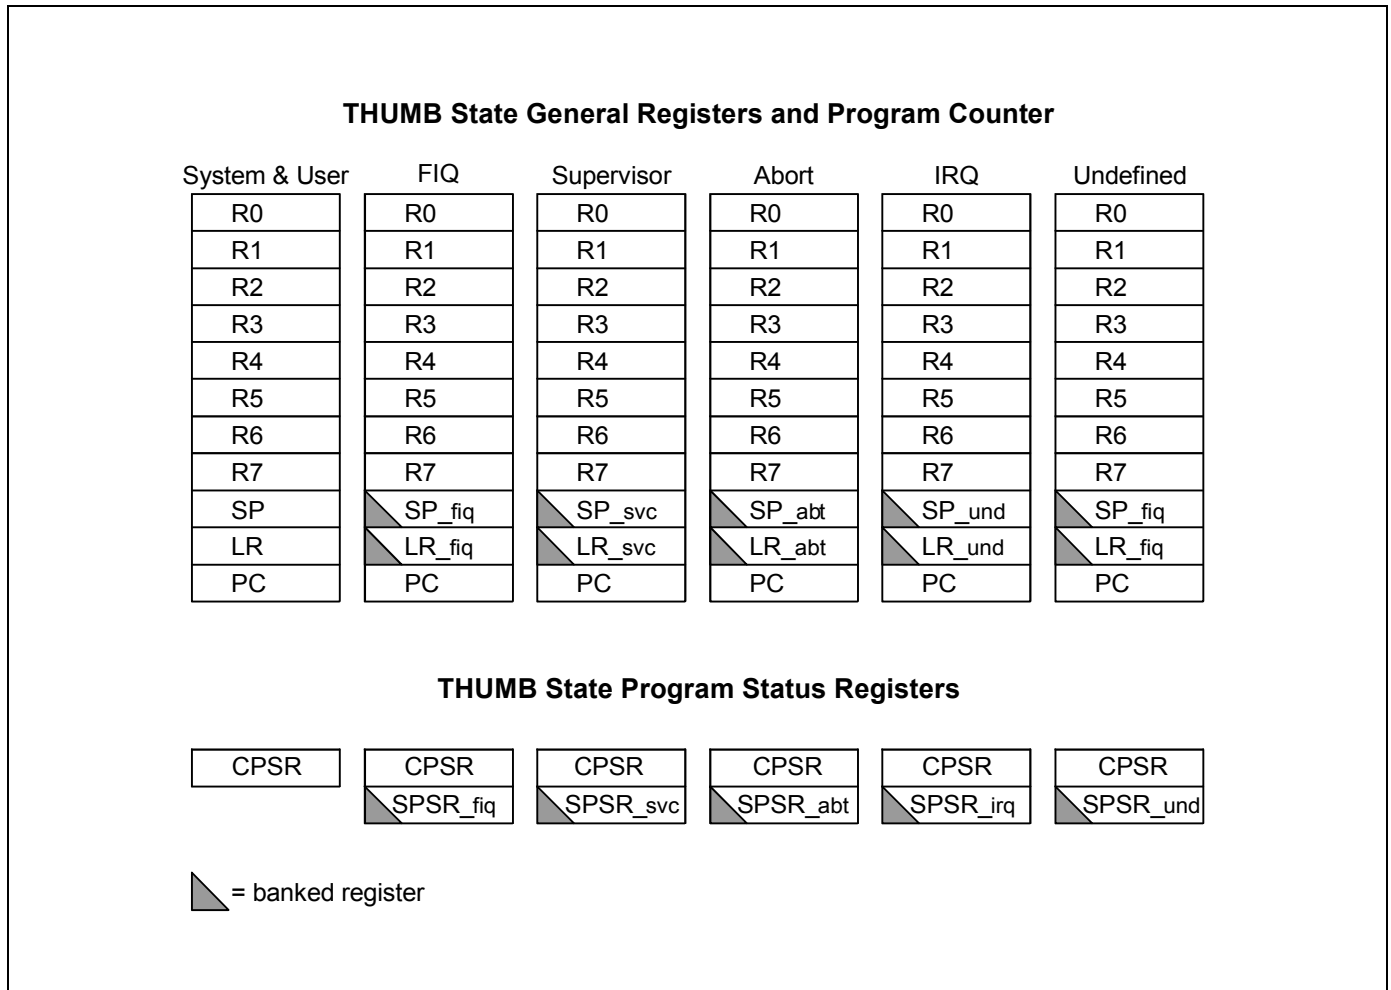 THUMB State General Registers and Program Counter
System & User FIQ Supervisor Abort IRQ Undefined
R0 R0 R0 R0 R0 R0
R1 R1 R1 R1 R1 R1
R2 R2 R2 R2 R2 R2
R3 R3 R3 R3 R3 R3
R4 R4 R4 R4 R4 R4
R5 R5 R5 R5 R5 R5
R6 R6 R6 R6 R6 R6
R7 R7 R7 R7 R7 R7
SP SP_fiq SP_svc SP_abt SP_und SP_fiq
LR LR_fiq LR_svc LR_abt LR_und LR_fiq
PC PC PC PC PC PC
THUMB State Program Status Registers
CPSR CPSR CPSR CPSR CPSR CPSR
SPSR_fiq SPSR_svc SPSR_abt SPSR_irq SPSR_und
= banked register